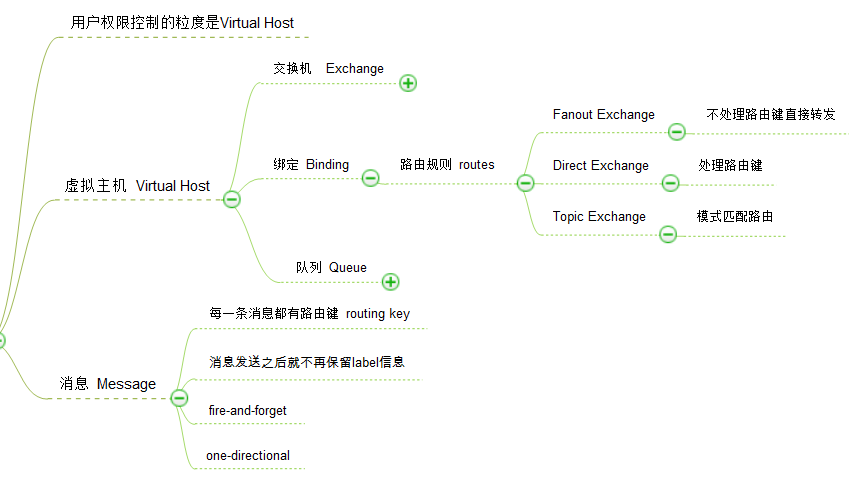 用户权限控制的粒度是Virtual Host
虚拟主机 Virtual Host
交换机 Exchange
绑定 Binding
路由规则 routes
Fanout Exchange
不处理路由键直接转发
Direct Exchange
处理路由键
Topic Exchange
模式匹配路由
队列 Queue
消息 Message
每一条消息都有路由键 routing key
消息发送之后就不再保留label信息
fire-and-forget
one-directional